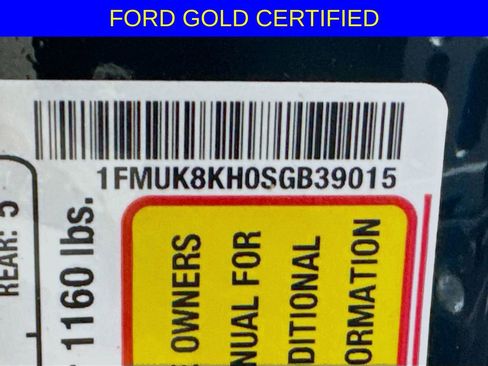 FORD GOLD CERTIFIED
1FMUK8KH0SGB39015
REAR: 5
1160 lbs.
OWNERS
NUAL FOR
DITIONAL
ORMATION